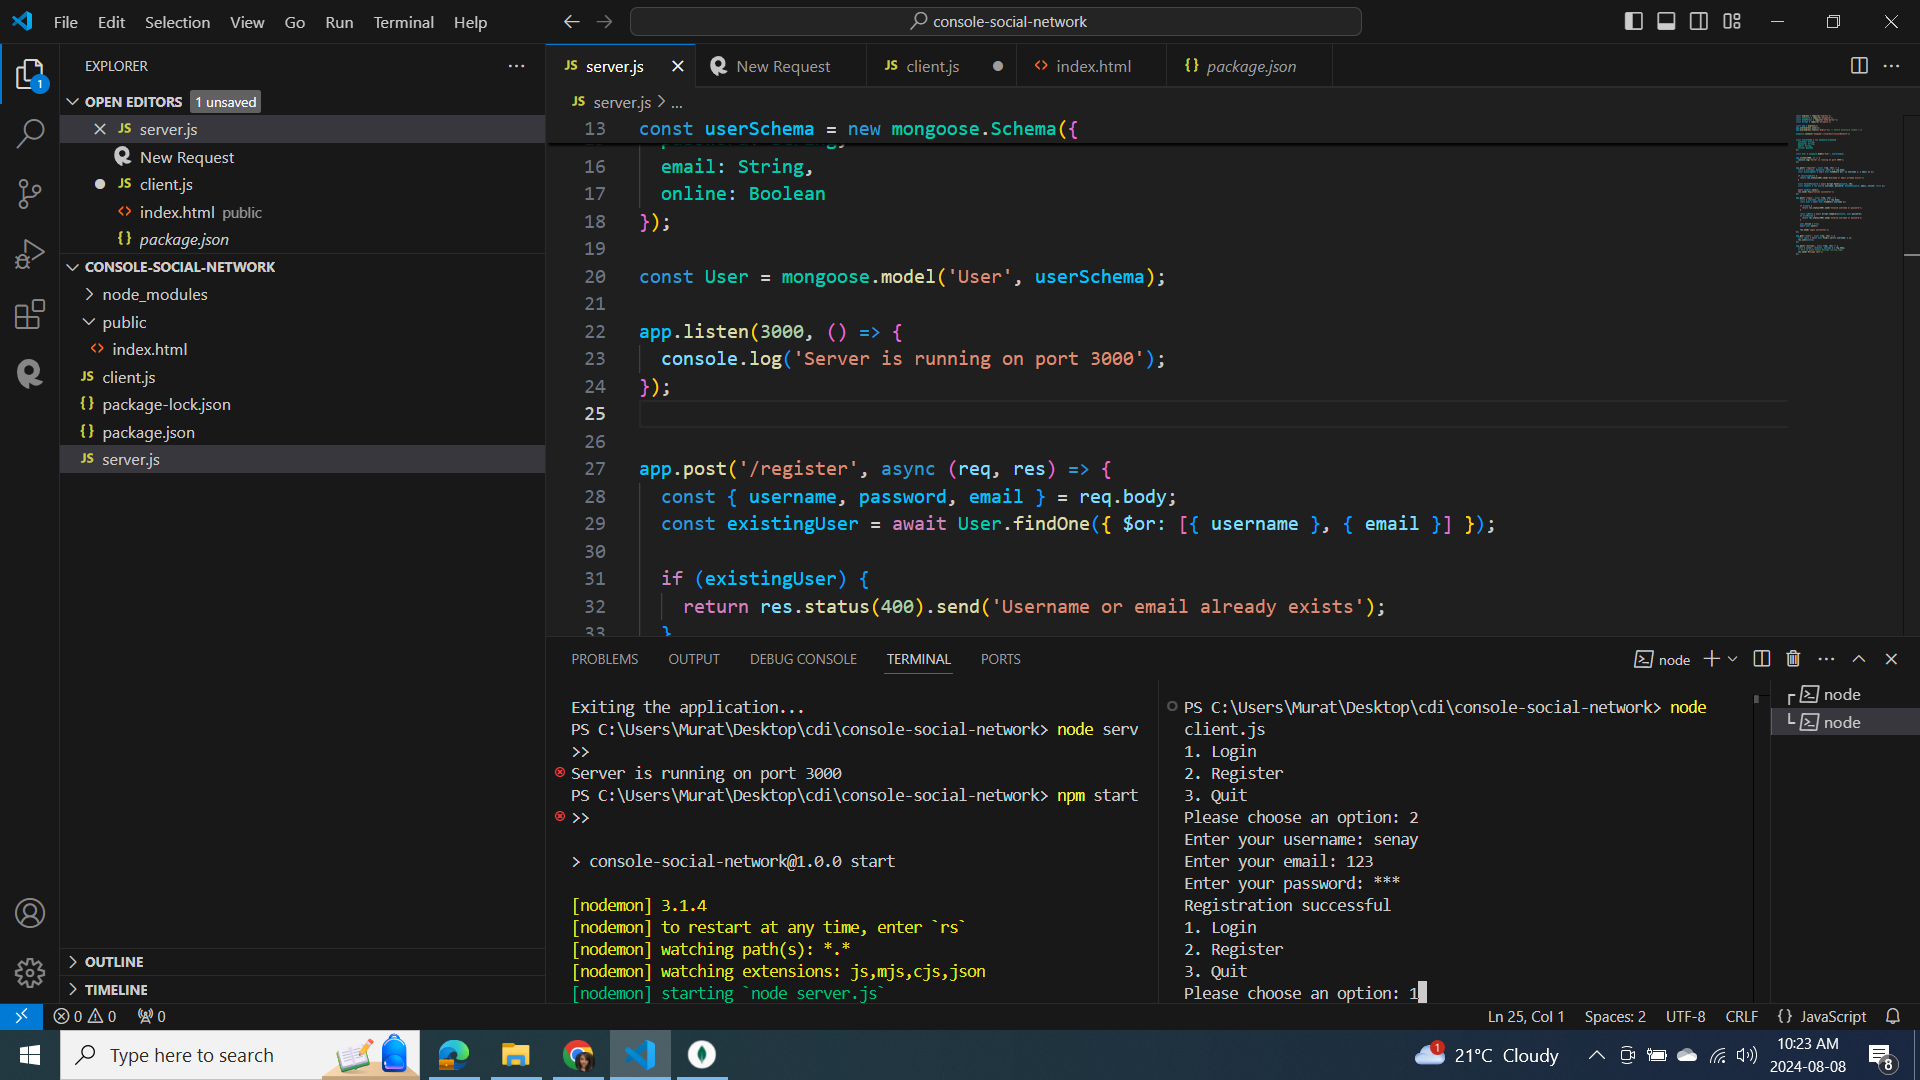 File Edit Selection View Go Run Terminal Help
console-social-network
EXPLORER
OPEN EDITORS 1 unsaved
JS server.js
New Request
JS client.js
<> index.html public
{} package.json
CONSOLE-SOCIAL-NETWORK
node_modules
public
<> index.html
JS client.js
{} package-lock.json
{} package.json
JS server.js
OUTLINE
TIMELINE
1
JS server.js
New Request
JS client.js
<> index.html
{} package.json
JS server.js > ...
13 const userSchema = new mongoose.Schema({
16 email: String,
17 online: Boolean
18 });
19
20 const User = mongoose.model('User', userSchema);
21
22 app.listen(3000, () => {
23 console.log('Server is running on port 3000');
24 });
25
26
27 app.post('/register', async (req, res) => {
28 const { username, password, email } = req.body;
29 const existingUser = await User.findOne({ $or: [{ username }, { email }] });
30
31 if (existingUser) {
32 return res.status(400).send('Username or email already exists');
33 }
PROBLEMS OUTPUT DEBUG CONSOLE TERMINAL PORTS
node
Exiting the application...
PS C:\Users\Murat\Desktop\cdi\console-social-network> node serv
>>
Server is running on port 3000
PS C:\Users\Murat\Desktop\cdi\console-social-network> npm start
>>
> console-social-network@1.0.0 start
[nodemon] 3.1.4
[nodemon] to restart at any time, enter `rs`
[nodemon] watching path(s): *.*
[nodemon] watching extensions: js,mjs,cjs,json
[nodemon] starting `node server.js`
PS C:\Users\Murat\Desktop\cdi\console-social-network> node
client.js
1. Login
2. Register
3. Quit
Please choose an option: 2
Enter your username: senay
Enter your email: 123
Enter your password: ***
Registration successful
1. Login
2. Register
3. Quit
Please choose an option: 1
node
node
0 0 0
Ln 25, Col 1 Spaces: 2 UTF-8 CRLF {} JavaScript
Type here to search
1
21°C Cloudy
10:23 AM
2024-08-08
8